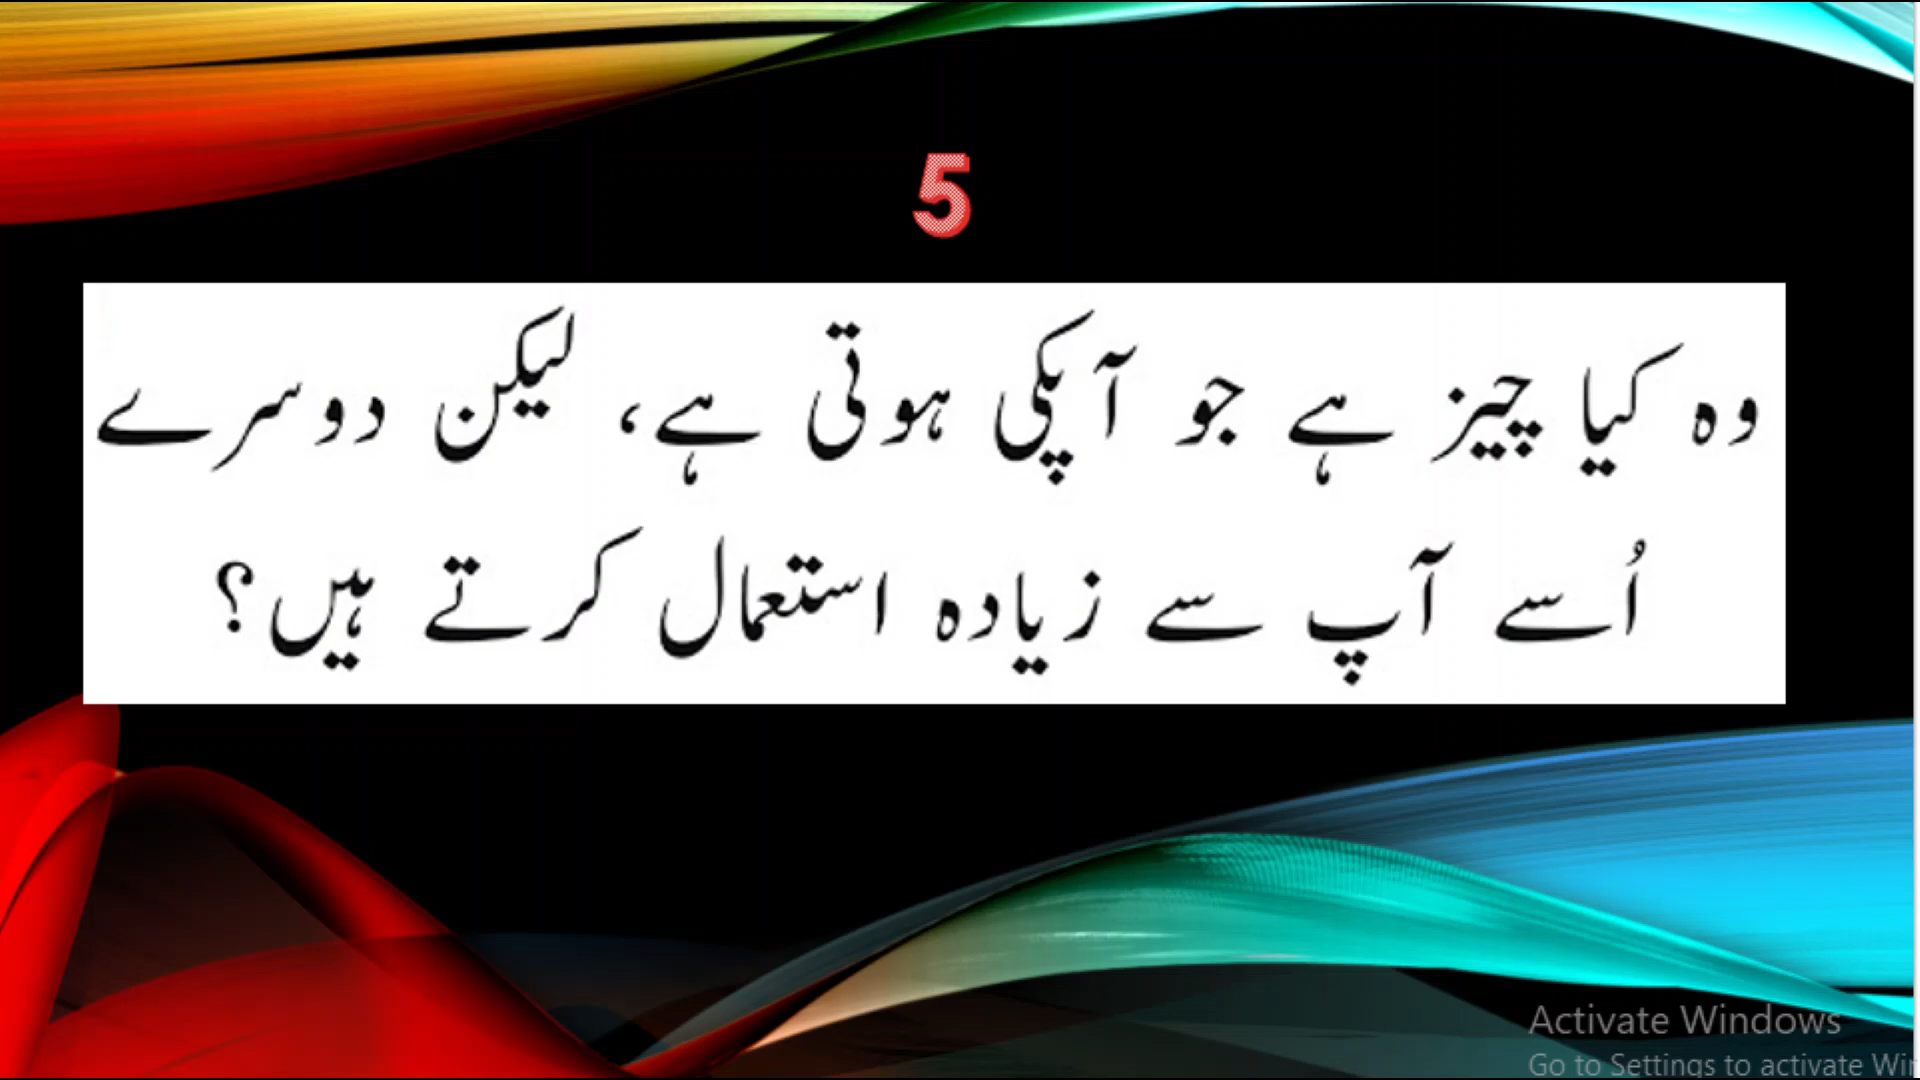 5
وہ کیا چیز ہے جو آپکی ہوتی ہے، لیکن دوسرے
اُسے آپ سے زیادہ استعمال کرتے ہیں؟
Activate Windows
Go to Settings to activate Wi